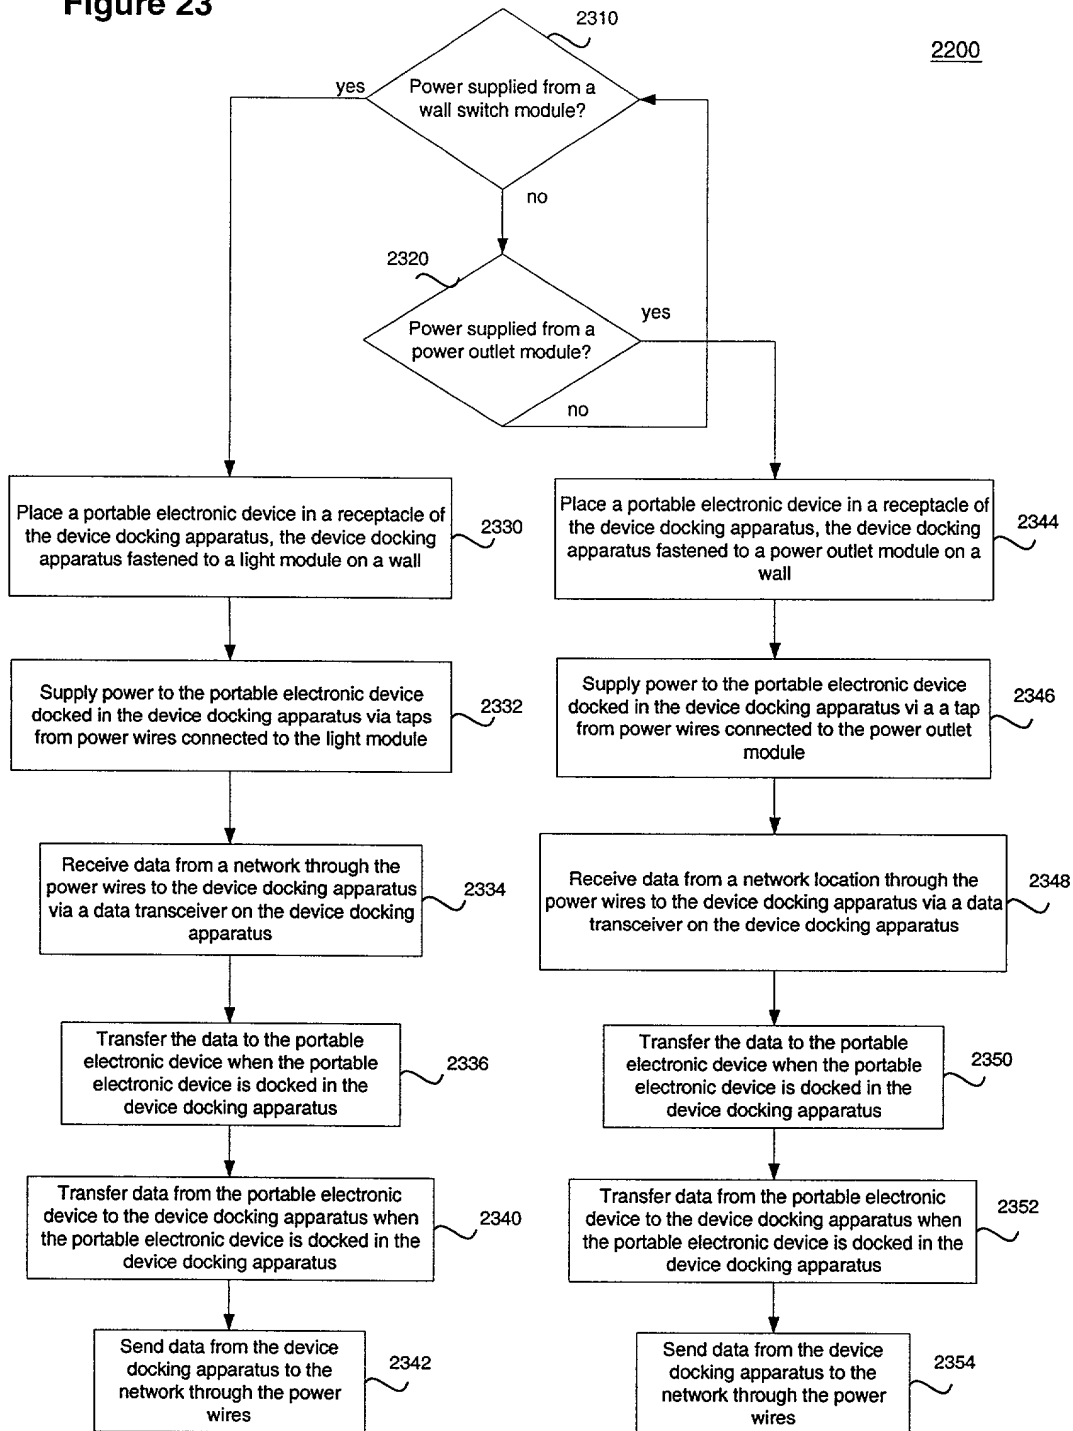 Figure 23
2310
2200
yes
Power supplied from a
wall switch module?
no
2320
yes
Power supplied from a
power outlet module?
no
Place a portable electronic device in a receptacle of
the device docking apparatus, the device docking
apparatus fastened to a light module on a wall
2330
Place a portable electronic device in a receptacle of
the device docking apparatus, the device docking
apparatus fastened to a power outlet module on a
wall
2344
Supply power to the portable electronic device
docked in the device docking apparatus via taps
from power wires connected to the light module
2332
Supply power to the portable electronic device
docked in the device docking apparatus vi a a tap
from power wires connected to the power outlet
module
2346
Receive data from a network through the
power wires to the device docking apparatus
via a data transceiver on the device docking
apparatus
2334
Receive data from a network location through the
power wires to the device docking apparatus via a data
transceiver on the device docking apparatus
2348
Transfer the data to the portable
electronic device when the portable
electronic device is docked in the
device docking apparatus
2336
Transfer the data to the portable
electronic device when the portable
electronic device is docked in the
device docking apparatus
2350
Transfer data from the portable electronic
device to the device docking apparatus when
the portable electronic device is docked in the
device docking apparatus
2340
Transfer data from the portable electronic
device to the device docking apparatus when
the portable electronic device is docked in the
device docking apparatus
2352
Send data from the device
docking apparatus to the
network through the power
wires
2342
Send data from the device
docking apparatus to the
network through the power
wires
2354